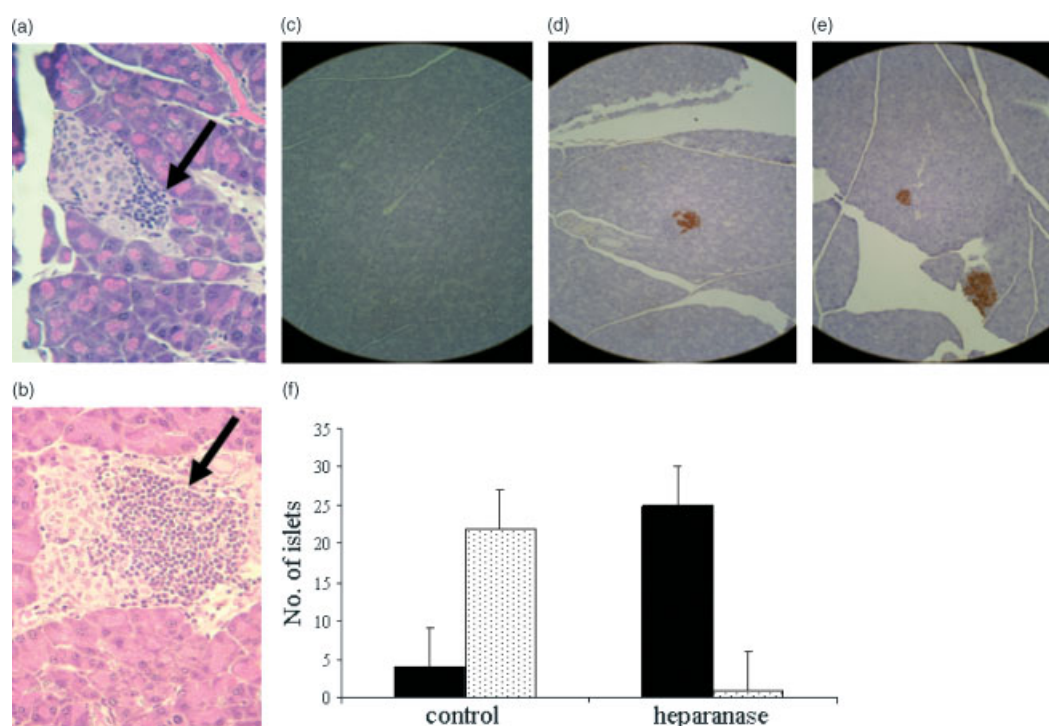 (a)
(c)
(d)
(e)
(b)
(f)
No. of islets
35
30
25
20
15
10
5
0
control
heparanase